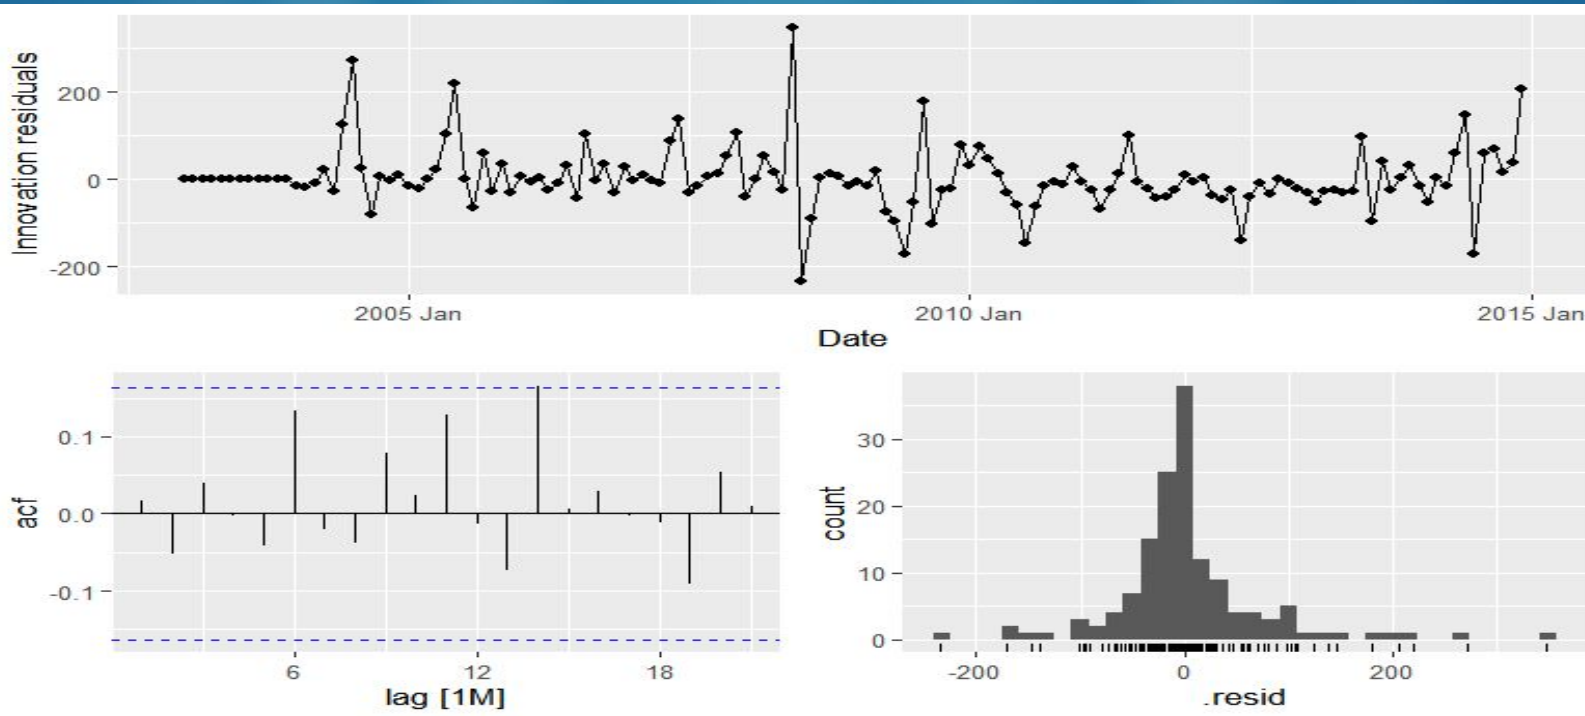 Innovation residuals
200
0
-200
2005 Jan
2010 Jan
2015 Jan
Date
acf
0.1
0.0
-0.1
6
12
18
lag [1M]
count
30
20
10
0
-200
0
200
.resid